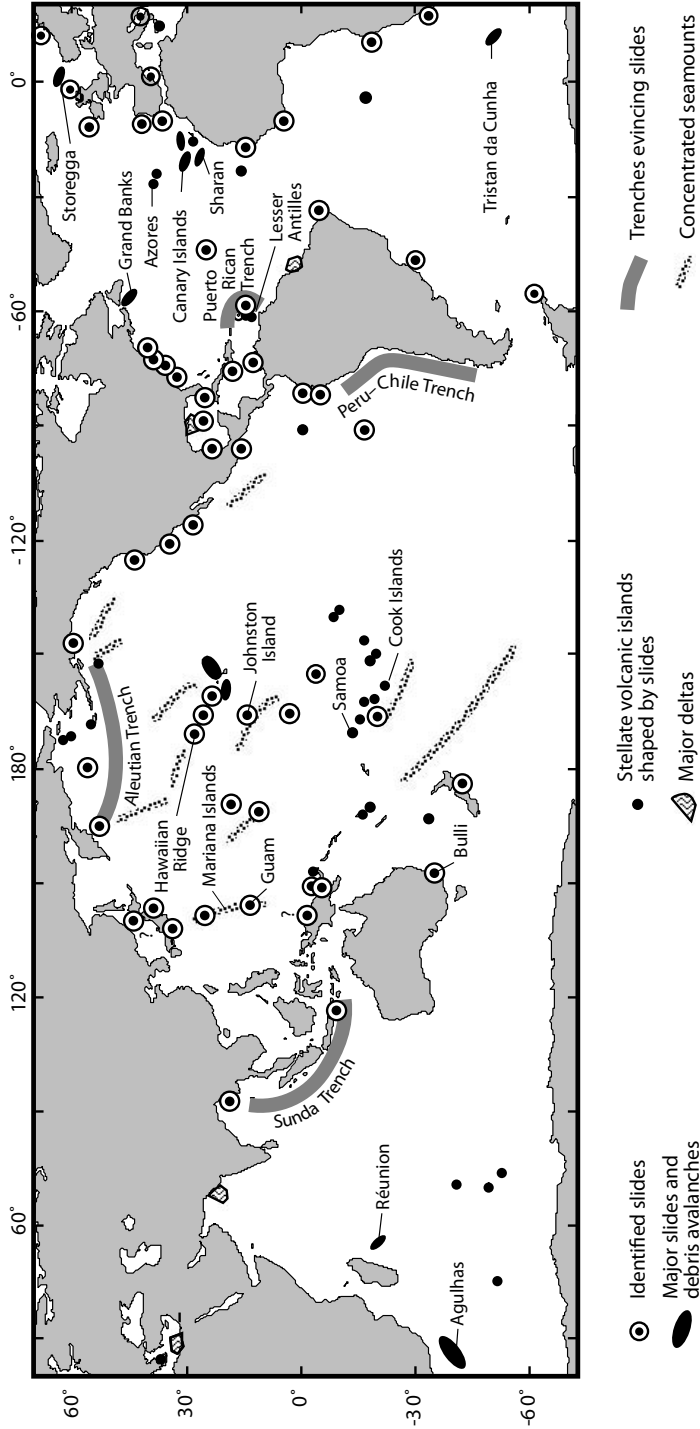 60°
120°
180°
-120°
-60°
0°
60°
30°
0°
-30°
-60°
Storegga
Grand Banks
Azores
Canary Islands
Sharan
Puerto
Rican
Trench
Lesser
Antilles
Tristan da Cunha
Peru–Chile Trench
Aleutian Trench
Hawaiian
Ridge
Johnston
Island
Mariana Islands
Guam
Samoa
Cook Islands
Bulli
Sunda Trench
Réunion
Agulhas
Identified slides
Major slides and
debris avalanches
Stellate volcanic islands
shaped by slides
Major deltas
Trenches evincing slides
Concentrated seamounts